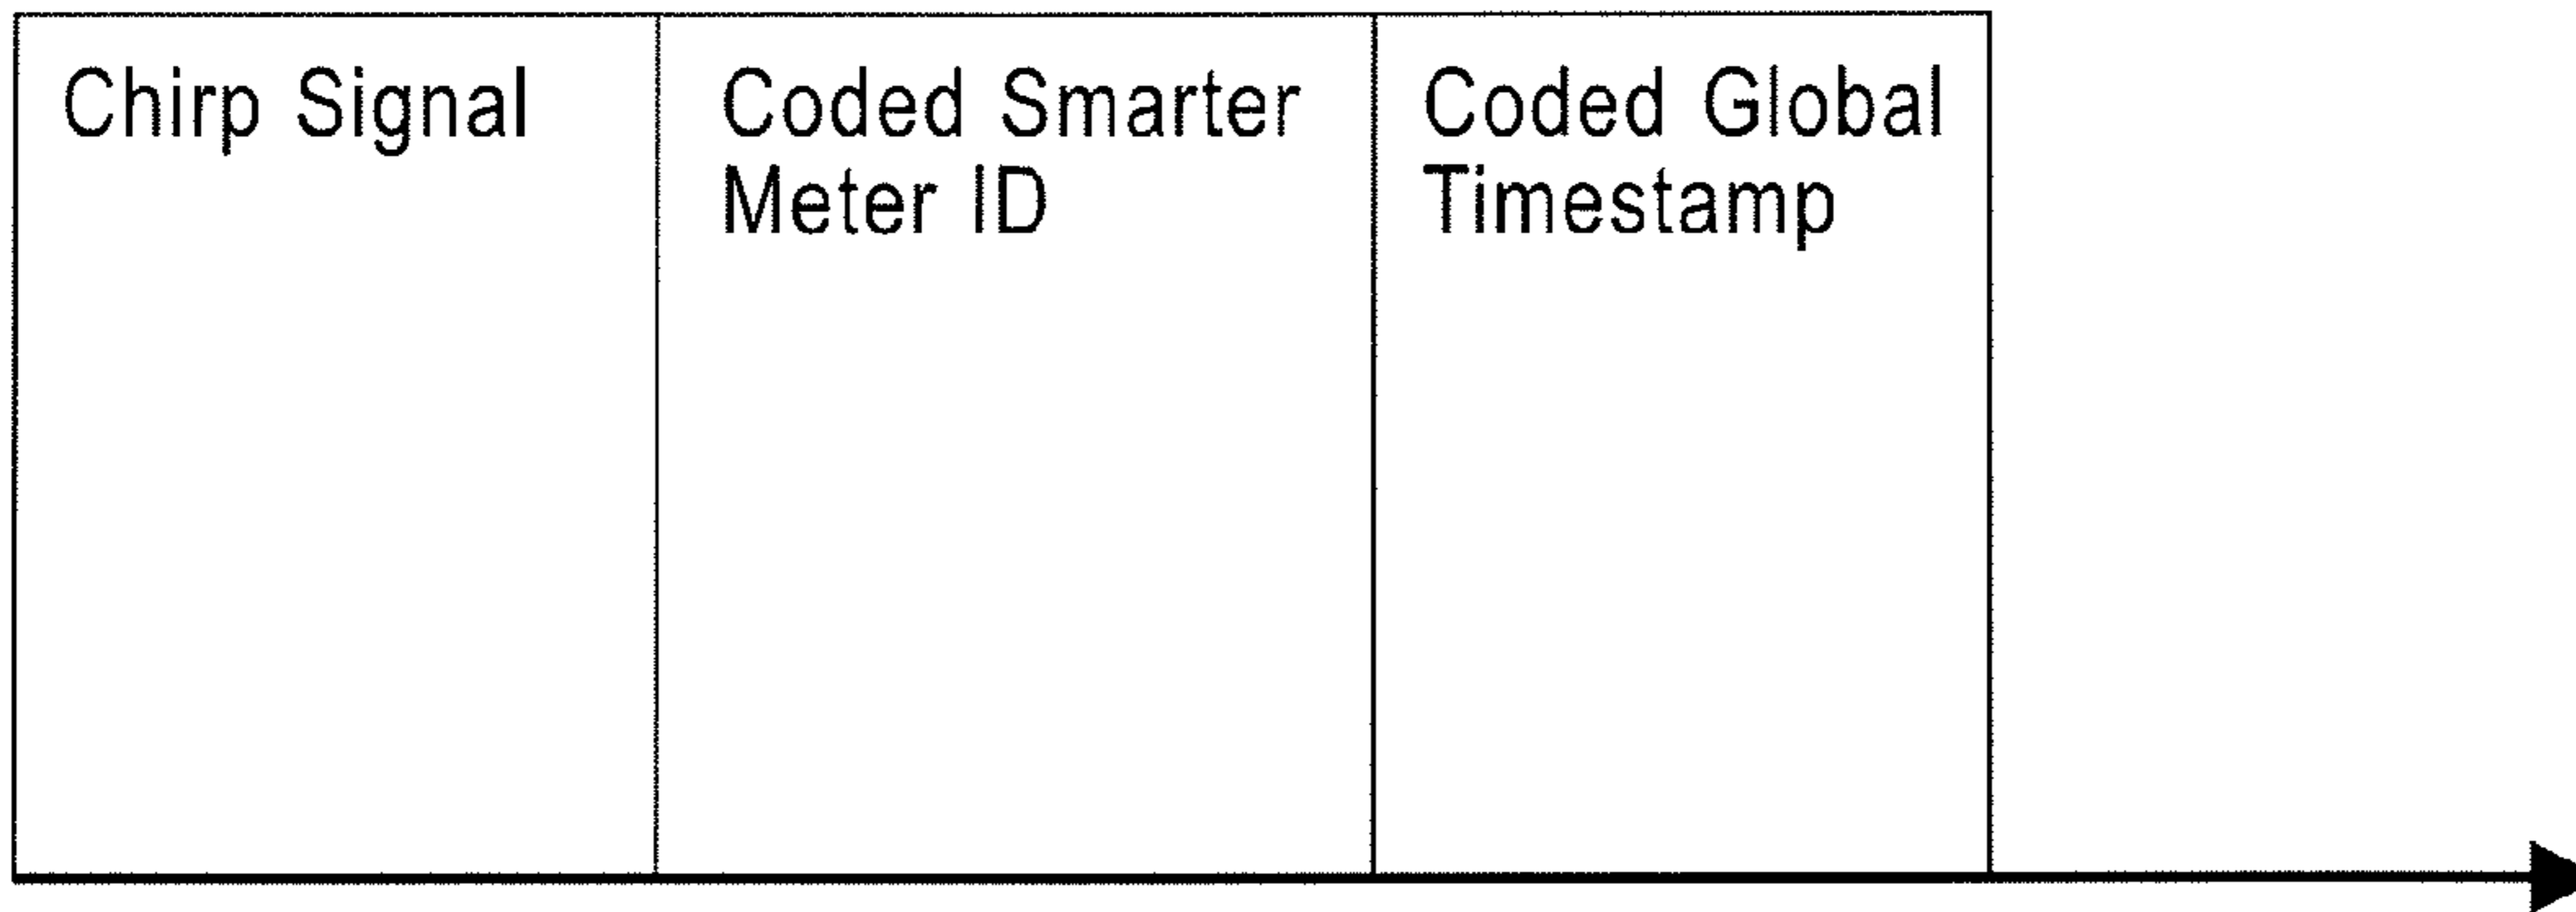 Chirp Signal
Coded Smarter
Meter ID
Coded Global
Timestamp